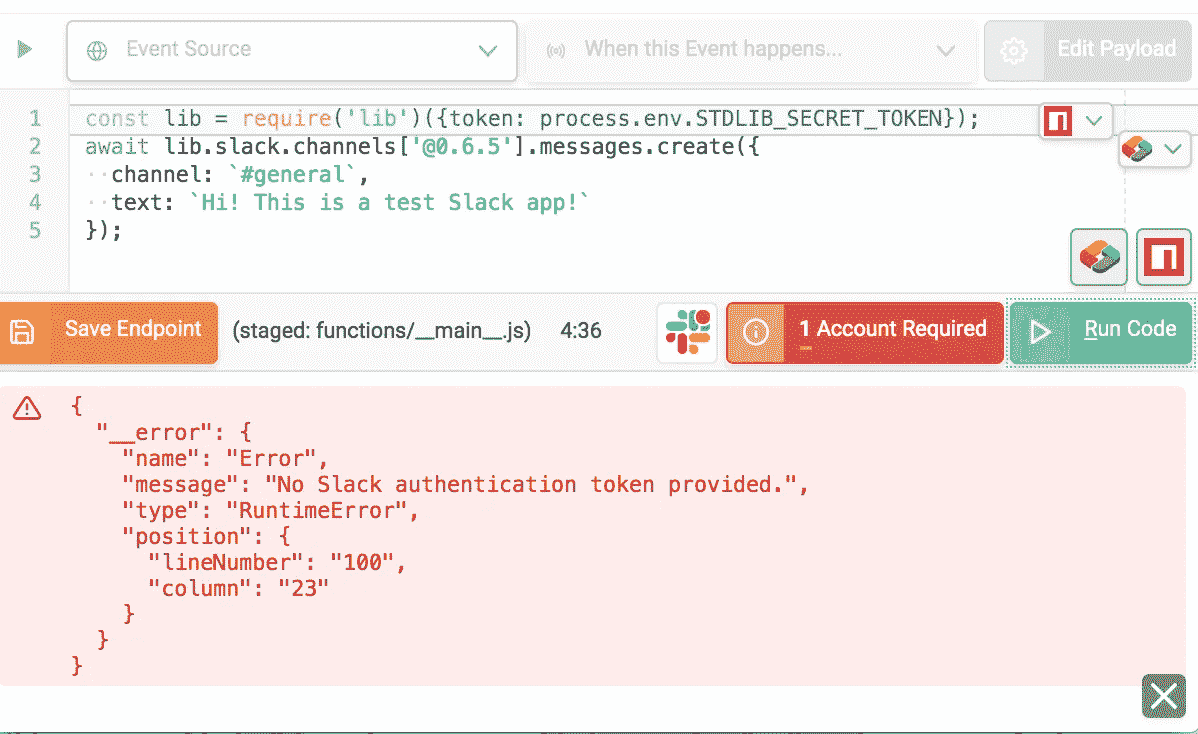 Event Source
When this Event happens...
Edit Payload
1 const lib = require('lib')({token: process.env.STDLIB_SECRET_TOKEN});
2 await lib.slack.channels['@0.6.5'].messages.create({
3 ··channel: `#general`,
4 ··text: `Hi! This is a test Slack app!`
5 });
Save Endpoint (staged: functions/__main__.js) 4:36 1 Account Required Run Code
{
"__error": {
"name": "Error",
"message": "No Slack authentication token provided.",
"type": "RuntimeError",
"position": {
"lineNumber": "100",
"column": "23"
}
}
}